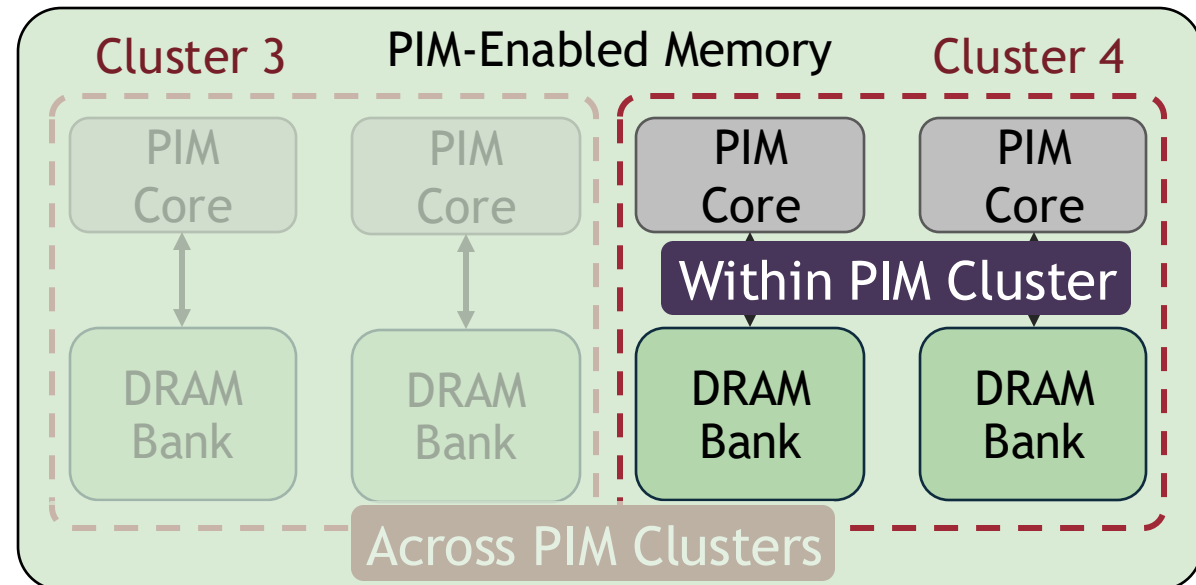 Cluster 3
PIM-Enabled Memory
Cluster 4
PIM
Core
PIM
Core
PIM
Core
PIM
Core
Within PIM Cluster
DRAM
Bank
DRAM
Bank
DRAM
Bank
DRAM
Bank
Across PIM Clusters